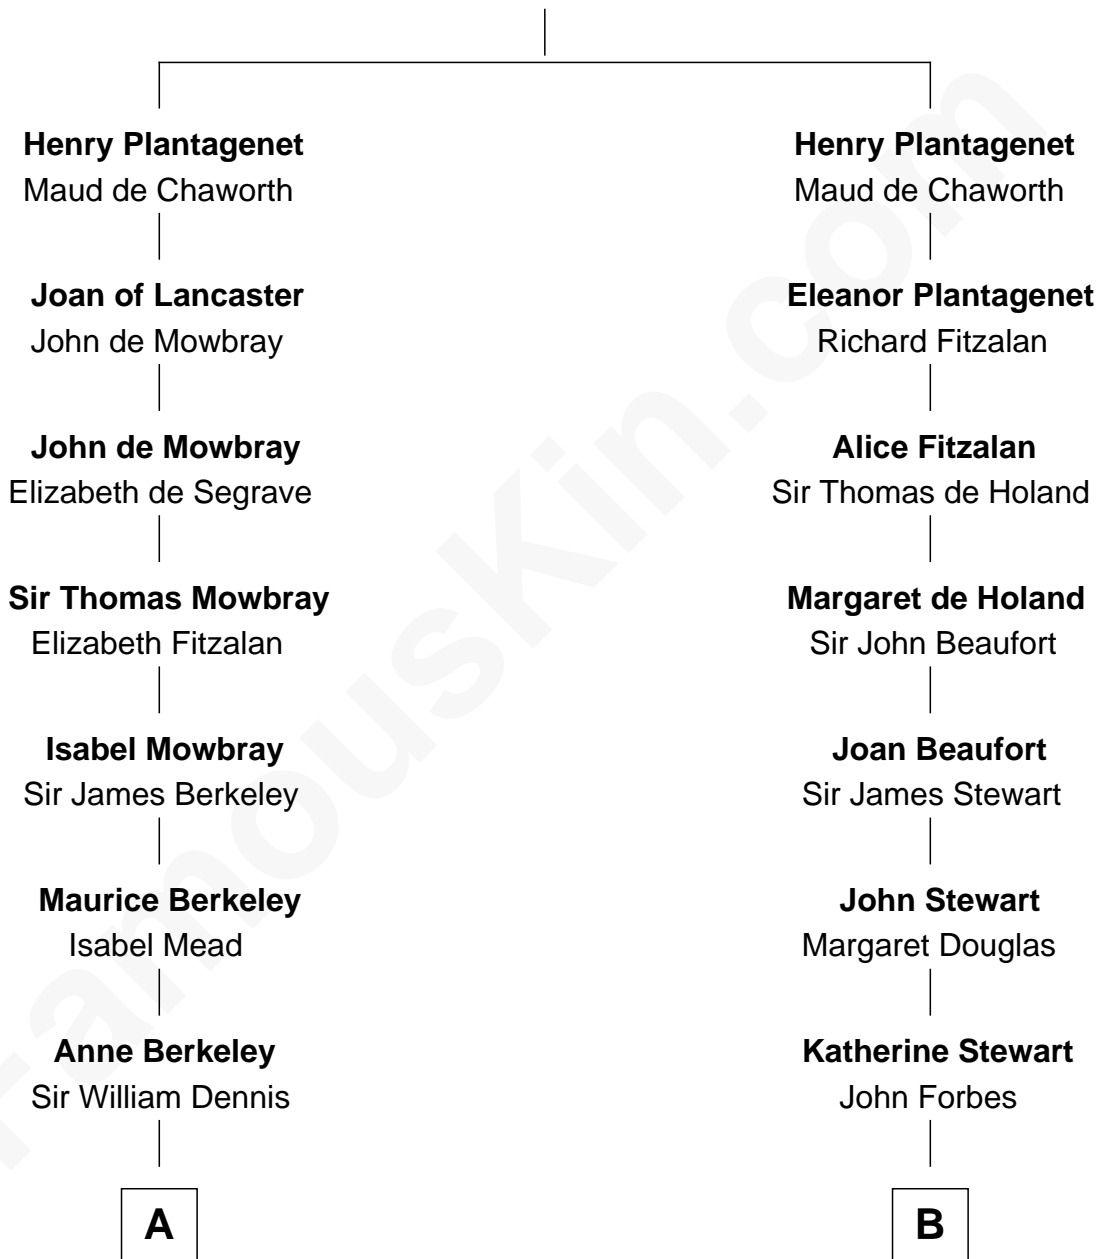 Henry Plantagenet
Maud de Chaworth
Joan of Lancaster
John de Mowbray
John de Mowbray
Elizabeth de Segrave
Sir Thomas Mowbray
Elizabeth Fitzalan
Isabel Mowbray
Sir James Berkeley
Maurice Berkeley
Isabel Mead
Anne Berkeley
Sir William Dennis
A
Henry Plantagenet
Maud de Chaworth
Eleanor Plantagenet
Richard Fitzalan
Alice Fitzalan
Sir Thomas de Holand
Margaret de Holand
Sir John Beaufort
Joan Beaufort
Sir James Stewart
John Stewart
Margaret Douglas
Katherine Stewart
John Forbes
B
FamousKin.com